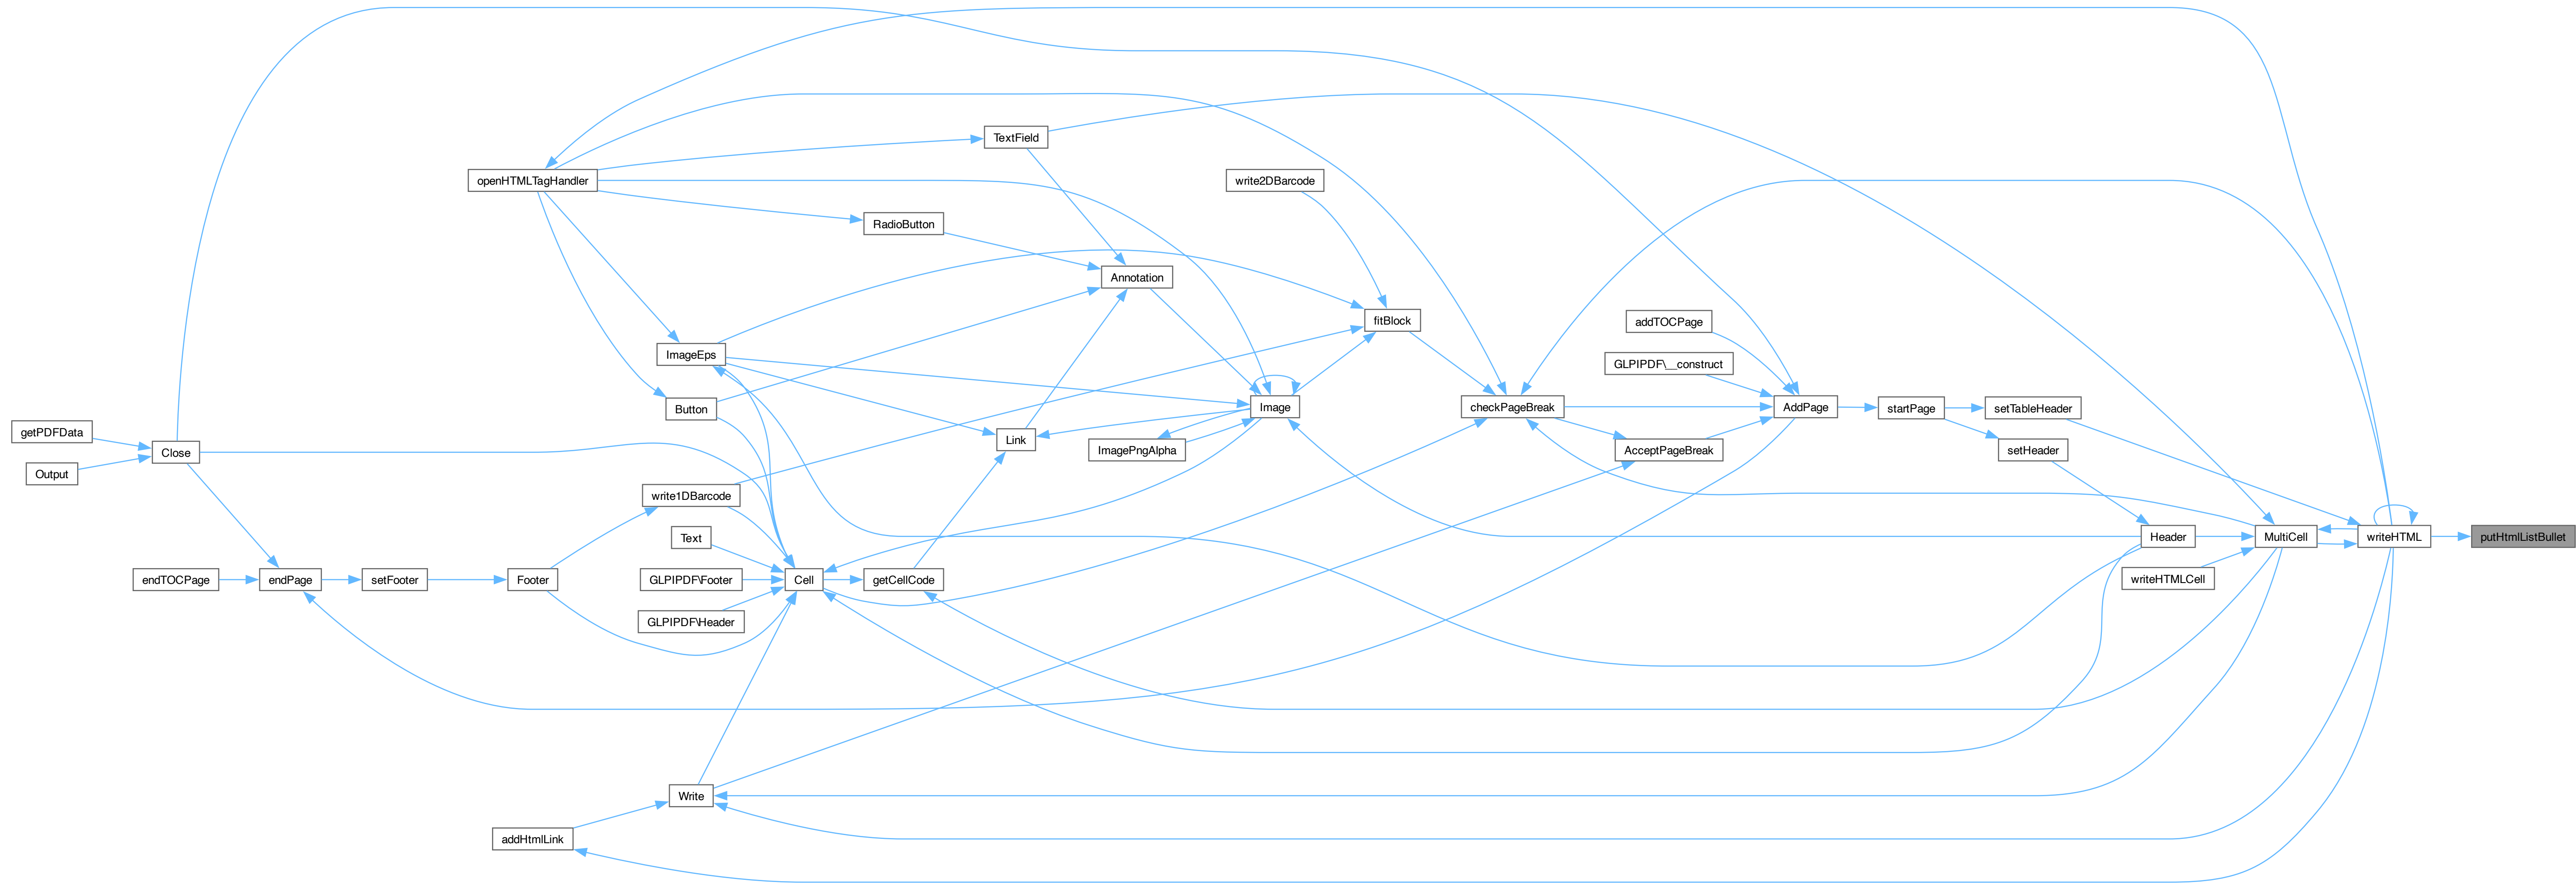 TextField
openHTMLTagHandler
write2DBarcode
RadioButton
Annotation
fitBlock
addTOCPage
ImageEps
GLPIPDF\__construct
Button
Image
checkPageBreak
AddPage
startPage
setTableHeader
getPDFData
Close
Link
ImagePngAlpha
AcceptPageBreak
setHeader
Output
write1DBarcode
Text
Header
MultiCell
writeHTML
putHtmlListBullet
endTOCPage
endPage
setFooter
Footer
GLPIPDF\Footer
Cell
getCellCode
writeHTMLCell
GLPIPDF\Header
Write
addHtmlLink